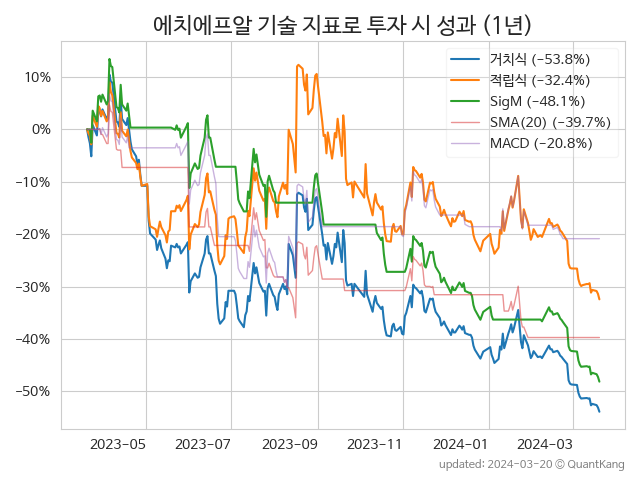 에치에프알 기술 지표로 투자 시 성과 (1년)
거치식 (−53.8%)
적립식 (−32.4%)
SigM (−48.1%)
SMA(20) (−39.7%)
MACD (−20.8%)
10%
0%
−10%
−20%
−30%
−40%
−50%
2023−05
2023−07
2023−09
2023−11
2024−01
2024−03
updated: 2024-03-20 © QuantKang